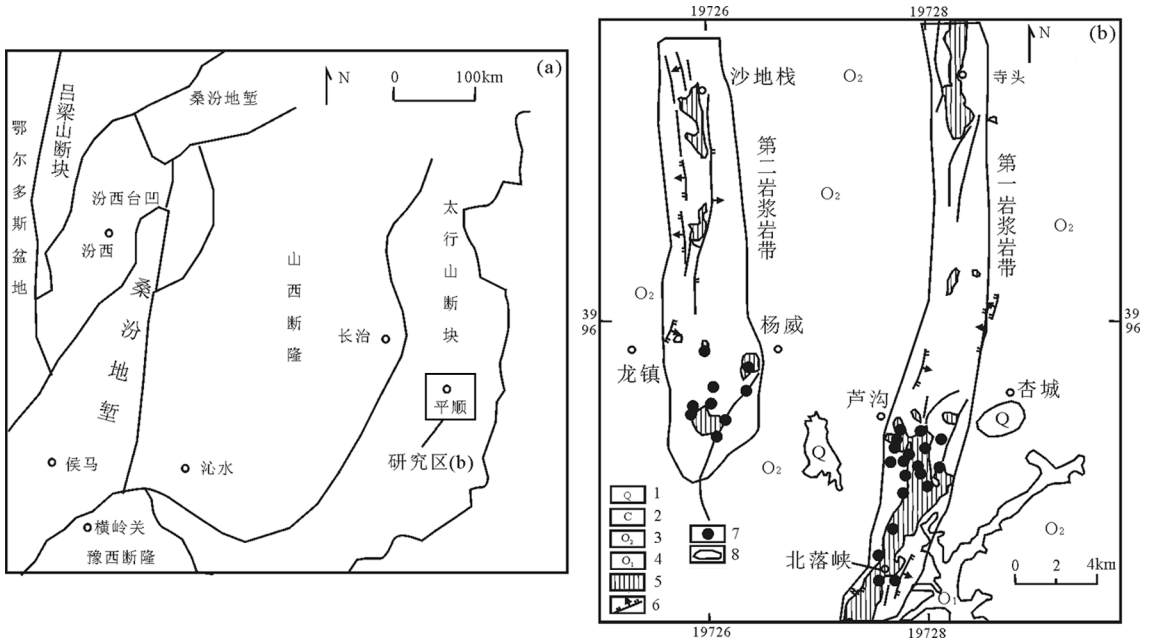 (a)
N
0 100km
桑汾地堑
吕梁山断块
鄂尔多斯盆地
汾西台凹
汾西
桑汾地堑
山西断隆
太行山断块
长治
平顺
研究区(b)
侯马
沁水
横岭关
豫西断隆
19726
19728
(b)
N
沙地栈
O₂
寺头
第二岩浆岩带
第一岩浆岩带
O₂
O₂
O₂
39
96
39
96
杨威
龙镇
芦沟
杏城
Q
Q
O₂
O₂
北落峡
O₁
Q 1
C 2
O₂ 3
O₁ 4
5
6
7
8
0 2 4km
19726
19728